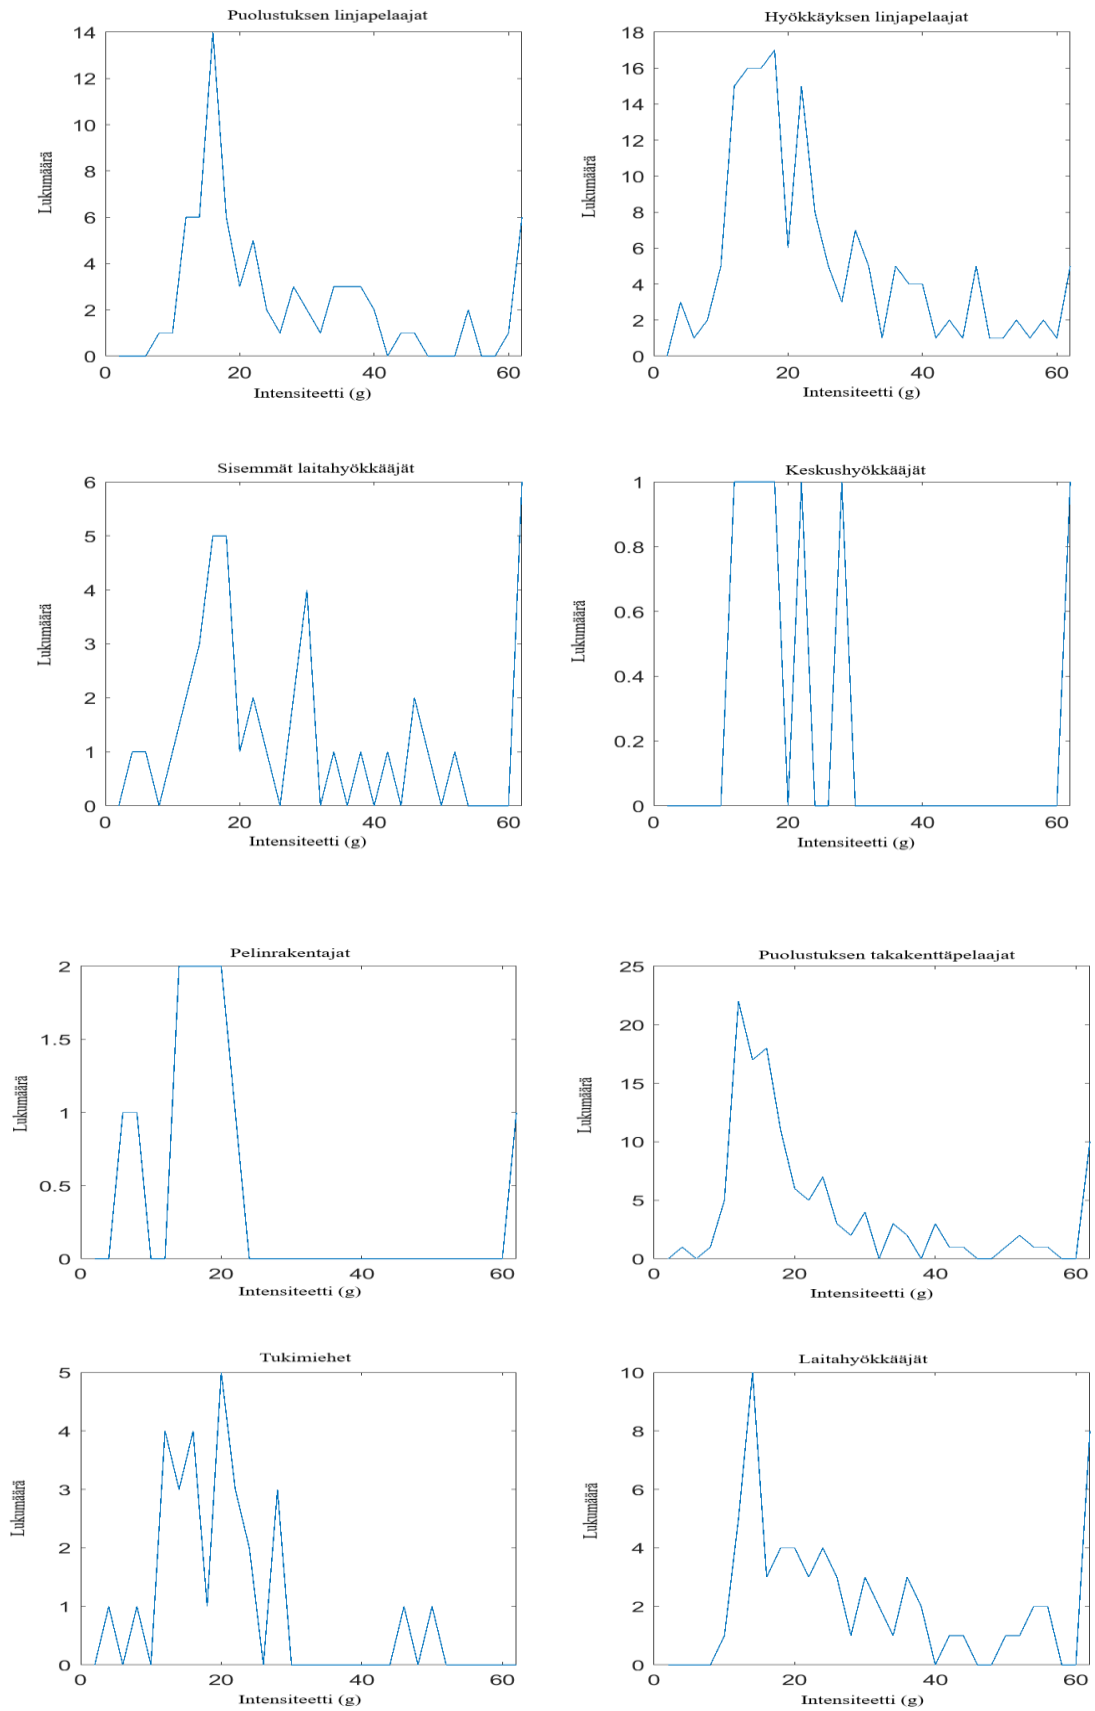 Puolustuksen linjapelaajat
14
12
10
8
6
4
2
0
0 20 40 60
Lukumäärä
Intensiteetti (g)
Hyökkäyksen linjapelaajat
18
16
14
12
10
8
6
4
2
0
0 20 40 60
Lukumäärä
Intensiteetti (g)
Sisemmät laitahyökkääjät
6
5
4
3
2
1
0
0 20 40 60
Lukumäärä
Intensiteetti (g)
Keskushyökkääjät
1
0.8
0.6
0.4
0.2
0
0 20 40 60
Lukumäärä
Intensiteetti (g)
Pelinrakentajat
2
1.5
1
0.5
0
0 20 40 60
Lukumäärä
Intensiteetti (g)
Puolustuksen takakenttäpelaajat
25
20
15
10
5
0
0 20 40 60
Lukumäärä
Intensiteetti (g)
Tukimiehet
5
4
3
2
1
0
0 20 40 60
Lukumäärä
Intensiteetti (g)
Laitahyökkääjät
10
8
6
4
2
0
0 20 40 60
Lukumäärä
Intensiteetti (g)